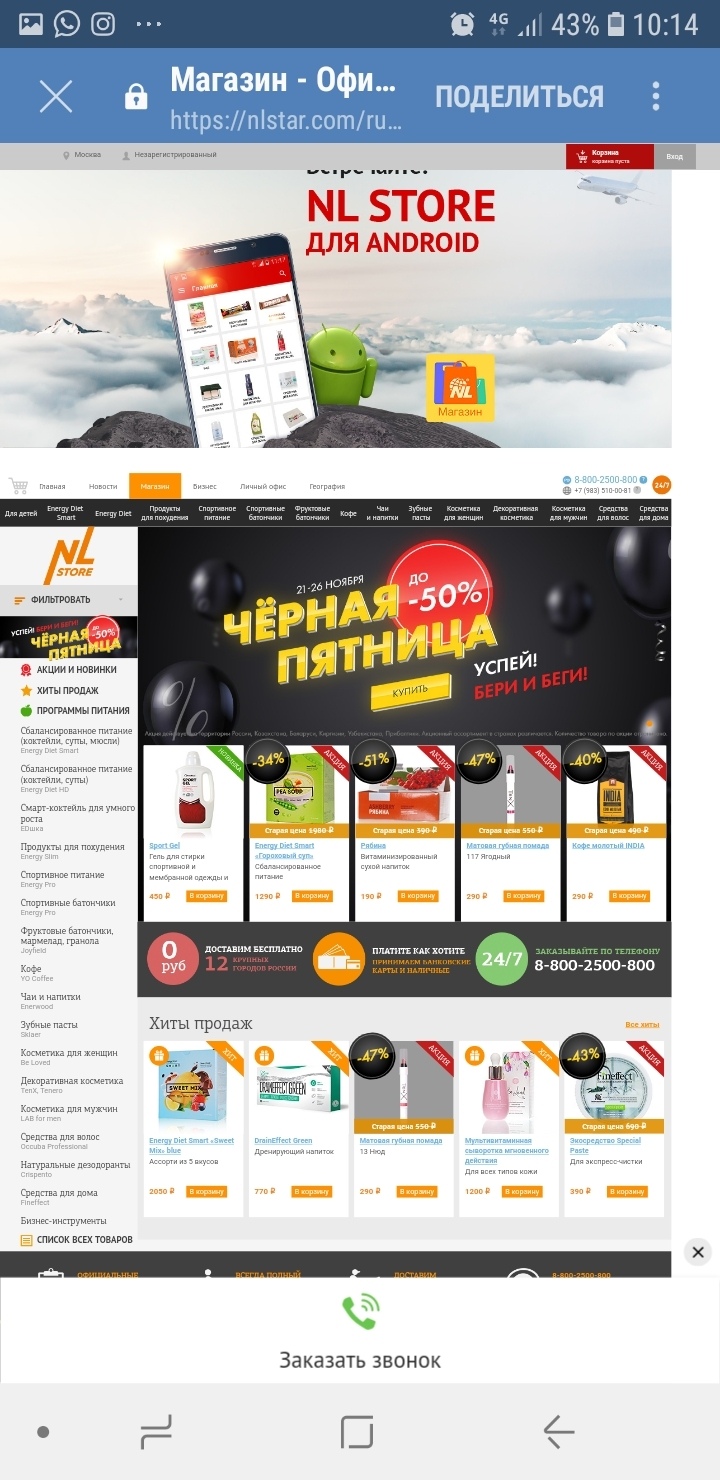 4G 43% 10:14
Магазин - Офи...
https://nlstar.com/ru...
ПОДЕЛИТЬСЯ
Москва
Незарегистрированный
Корзина
корзина пуста
Вход
Встречайте!
NL STORE
ДЛЯ ANDROID
Главная
NL
Магазин
Главная
Новости
Магазин
Бизнес
Личный офис
География
8-800-2500-800
+7 (983) 510-00-81
24/7
Для детей
Energy Diet
Smart
Energy Diet
Продукты
для похудения
Спортивное
питание
Спортивные
батончики
Фруктовые
батончики
Кофе
Чаи
и напитки
Зубные
пасты
Косметика
для женщин
Декоративная
косметика
Косметика
для мужчин
Средства
для волос
Средства
для дома
NL
STORE
ФИЛЬТРОВАТЬ
УСПЕЙ! БЕРИ И БЕГИ!
ЧЁРНАЯ -50%
ПЯТНИЦА
АКЦИИ И НОВИНКИ
ХИТЫ ПРОДАЖ
ПРОГРАММЫ ПИТАНИЯ
Сбалансированное питание
(коктейли, супы, мюсли)
Energy Diet Smart
Сбалансированное питание
(коктейли, супы)
Energy Diet HD
Смарт-коктейль для умного
роста
EDшка
Продукты для похудения
Energy Slim
Спортивное питание
Energy Pro
Спортивные батончики
Energy Pro
Фруктовые батончики,
мармелад, гранола
Joyfield
Кофе
YO Coffee
Чаи и напитки
Enerwood
Зубные пасты
Sklaer
Косметика для женщин
Be Loved
Декоративная косметика
TenX, Tenero
Косметика для мужчин
LAB for men
Средства для волос
Occuba Professional
Натуральные дезодоранты
Crispento
Средства для дома
Fineffect
Бизнес-инструменты
СПИСОК ВСЕХ ТОВАРОВ
21-26 НОЯБРЯ
ДО
-50%
ЧЁРНАЯ
ПЯТНИЦА
УСПЕЙ!
БЕРИ И БЕГИ!
КУПИТЬ
%
Акция действует на территории России, Казахстана, Беларуси, Киргизии, Узбекистана, Прибалтики. Акционный ассортимент в странах различается. Количество товара по акции ограничено.
НОВИНКА
SPORT GEL
Sport Gel
Гель для стирки
спортивной и
мембранной одежды и
450 ₽
В корзину
-34%
АКЦИЯ
PEA SOUP
Старая цена 1950 ₽
Energy Diet Smart
«Гороховый суп»
Сбалансированное
питание
1290 ₽
В корзину
-51%
АКЦИЯ
РЯБИНА
Старая цена 390 ₽
Рябина
Витаминизированный
сухой напиток
190 ₽
В корзину
-47%
АКЦИЯ
Старая цена 550 ₽
Матовая губная помада
117 Ягодный
290 ₽
В корзину
-40%
АКЦИЯ
INDIA
Старая цена 490 ₽
Кофе молотый INDIA
290 ₽
В корзину
0
руб
ДОСТАВИМ БЕСПЛАТНО
12 КРУПНЫХ
ГОРОДОВ РОССИИ
ПЛАТИТЕ КАК ХОТИТЕ
ПРИНИМАЕМ БАНКОВСКИЕ
КАРТЫ И НАЛИЧНЫЕ
24/7
ЗАКАЗЫВАЙТЕ ПО ТЕЛЕФОНУ
8-800-2500-800
Хиты продаж
Все хиты
ХИТ
SWEET MIX
Energy Diet Smart «Sweet
Mix» blue
Ассорти из 5 вкусов
2050 ₽
В корзину
ХИТ
DRAINEFFECT GREEN
DrainEffect Green
Дренирующий напиток
770 ₽
В корзину
-47%
АКЦИЯ
Старая цена 550 ₽
Матовая губная помада
13 Нюд
290 ₽
В корзину
ХИТ
Мультивитаминная
сыворотка мгновенного
действия
Для всех типов кожи
1200 ₽
В корзину
-43%
АКЦИЯ
Fineffect
Старая цена 690 ₽
Экосредство Special
Paste
Для экспресс-чистки
390 ₽
В корзину
ОФИЦИАЛЬНЫЕ
ВСЕГДА ПОЛНЫЙ
ДОСТАВИМ
8-800-2500-800
Заказать звонок